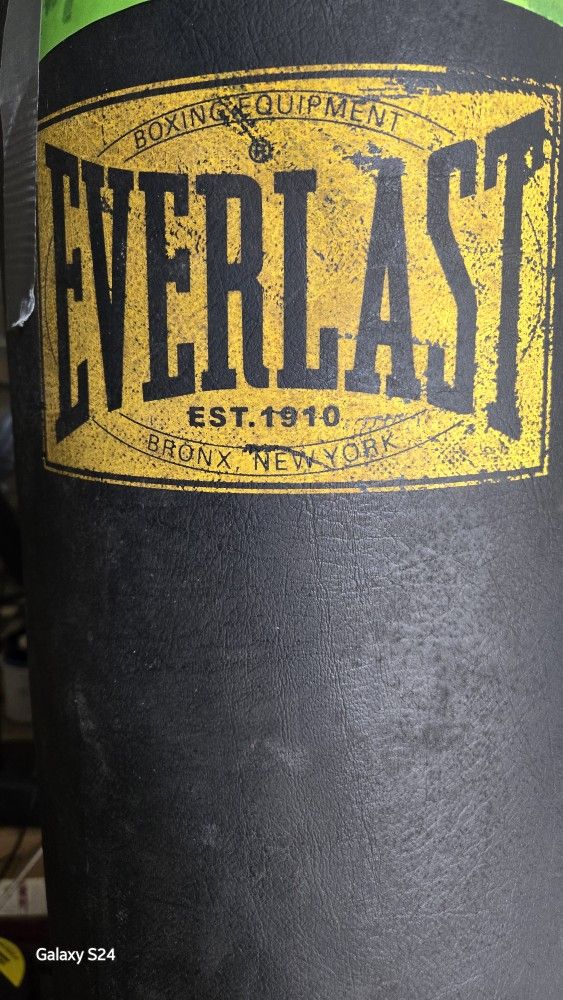 BOXING EQUIPMENT
EVERLAST
EST. 1910
BRONX, NEW YORK
Galaxy S24